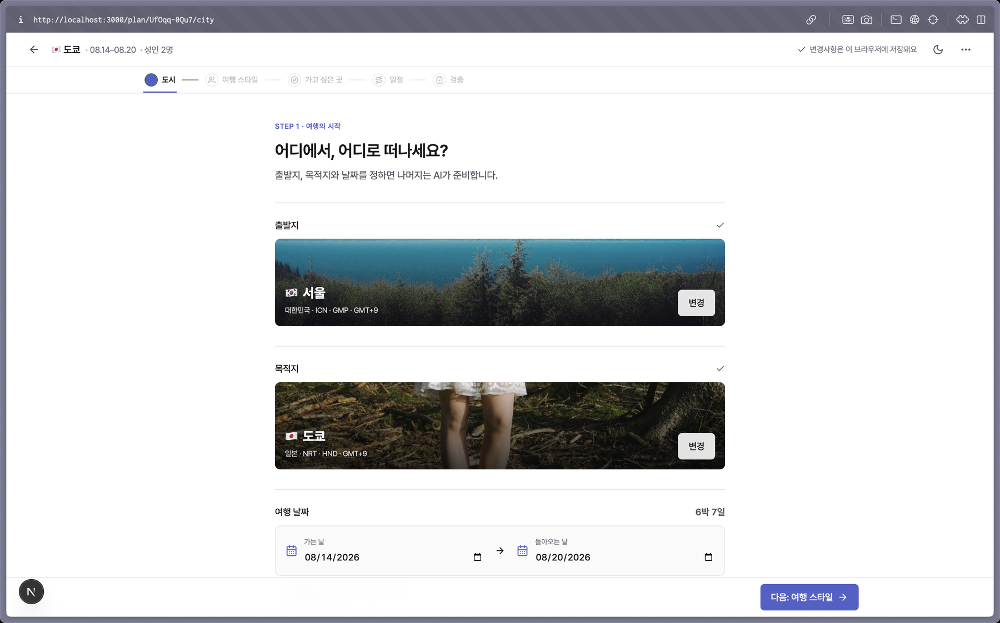 http://localhost:3000/plan/UfOqq-0Qu7/city
도쿄 · 08.14–08.20 · 성인 2명
변경사항은 이 브라우저에 저장돼요
도시
여행 스타일
가고 싶은 곳
일정
검증
STEP 1 · 여행의 시작
어디에서, 어디로 떠나세요?
출발지, 목적지와 날짜를 정하면 나머지는 AI가 준비합니다.
출발지
서울
대한민국 · ICN · GMP · GMT+9
변경
목적지
도쿄
일본 · NRT · HND · GMT+9
변경
여행 날짜
6박 7일
가는 날
08/14/2026
돌아오는 날
08/20/2026
N
다음: 여행 스타일